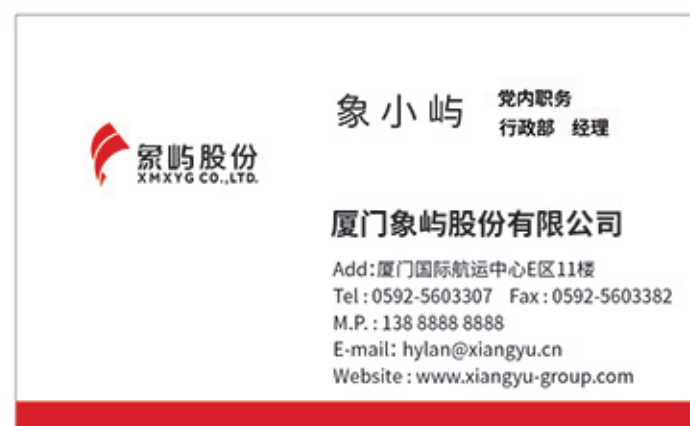 象屿股份
XMXYG CO.,LTD.
象小屿
党内职务
行政部 经理
厦门象屿股份有限公司
Add:厦门国际航运中心E区11楼
Tel : 0592-5603307 Fax : 0592-5603382
M.P. : 138 8888 8888
E-mail: hylan@xiangyu.cn
Website : www.xiangyu-group.com